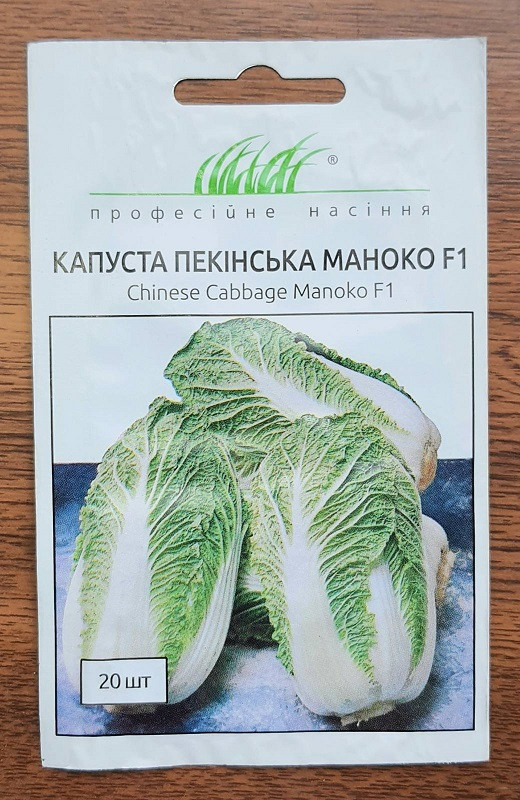 ®
професійне насіння
КАПУСТА ПЕКІНСЬКА МАНОКО F1
Chinese Cabbage Manoko F1
20 шт